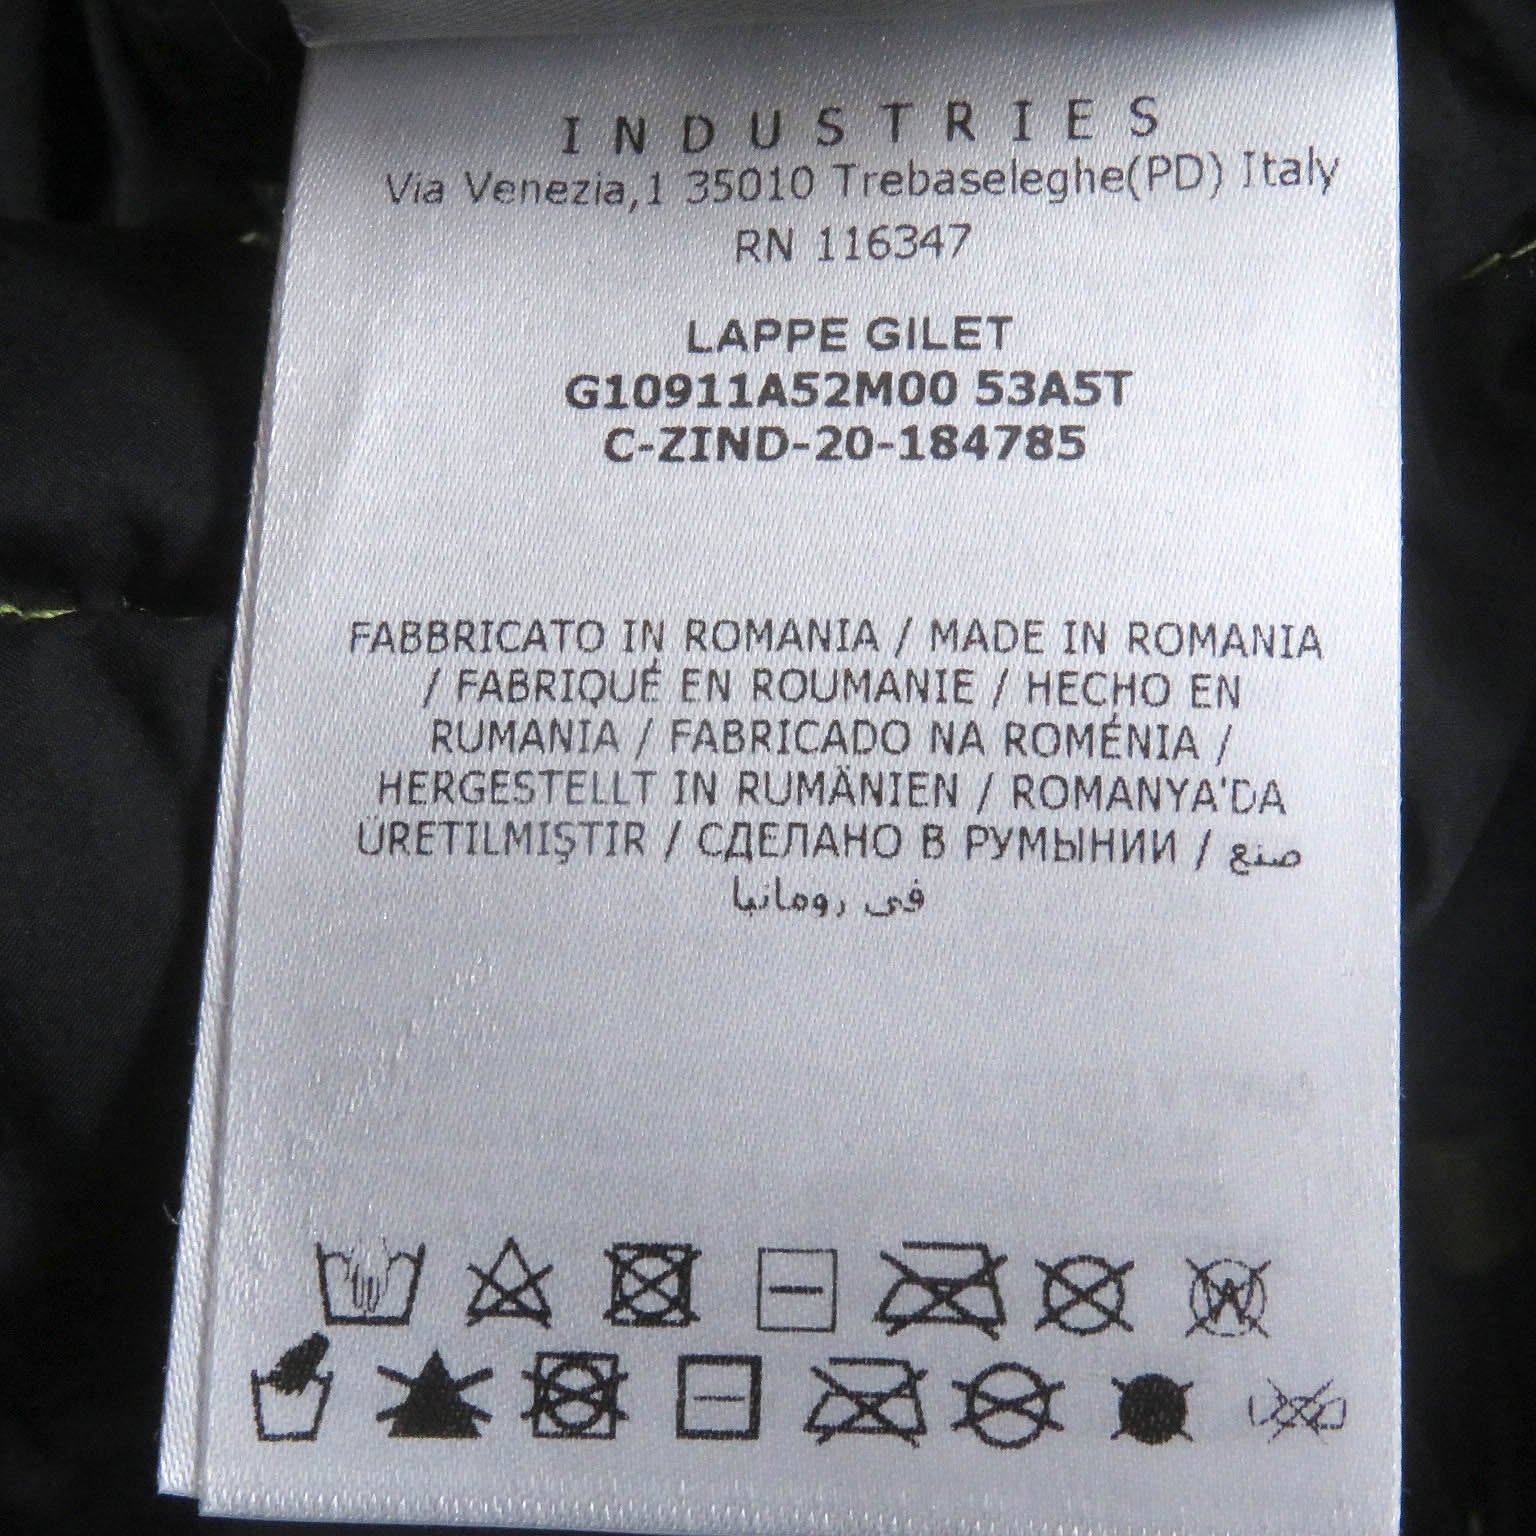 INDUSTRIES
Via Venezia,1 35010 Trebaseleghe(PD) Italy
RN 116347
LAPPE GILET
G10911A52M00 53A5T
C-ZIND-20-184785
FABBRICATO IN ROMANIA / MADE IN ROMANIA
/ FABRIQUÉ EN ROUMANIE / HECHO EN
RUMANIA / FABRICADO NA ROMÉNIA /
HERGESTELLT IN RUMÄNIEN / ROMANYA'DA
ÜRETILMIŞTIR / СДЕЛАНО В РУМЫНИИ / صنع
في رومانيا
W